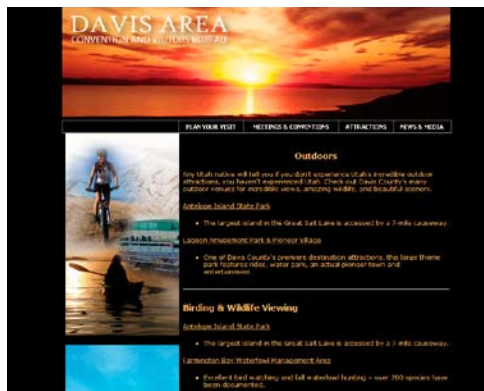 DAVIS AREA
CONVENTION AND VISITORS BUREAU
PLAN YOUR VISIT MEETINGS & CONVENTIONS ATTRACTIONS NEWS & MEDIA
Outdoors
Any Utah native will tell you if you don't experience Utah's incredible outdoor
attractions, you haven't experienced Utah. Check out Davis County's many
outdoor venues for incredible views, amazing wildlife, and beautiful scenery.
Antelope Island State Park
The largest island in the Great Salt Lake is accessed by a 7-mile causeway.
Lagoon Amusement Park & Pioneer Village
One of Davis County's premiere destination attractions, this large theme
park features rides, water park, an actual pioneer town and
entertainment.
Birding & Wildlife Viewing
Antelope Island State Park
The largest island in the Great Salt Lake is accessed by a 7-mile causeway.
Farmington Bay Waterfowl Management Area
Excellent bird watching and fall waterfowl hunting – over 200 species have
been documented.